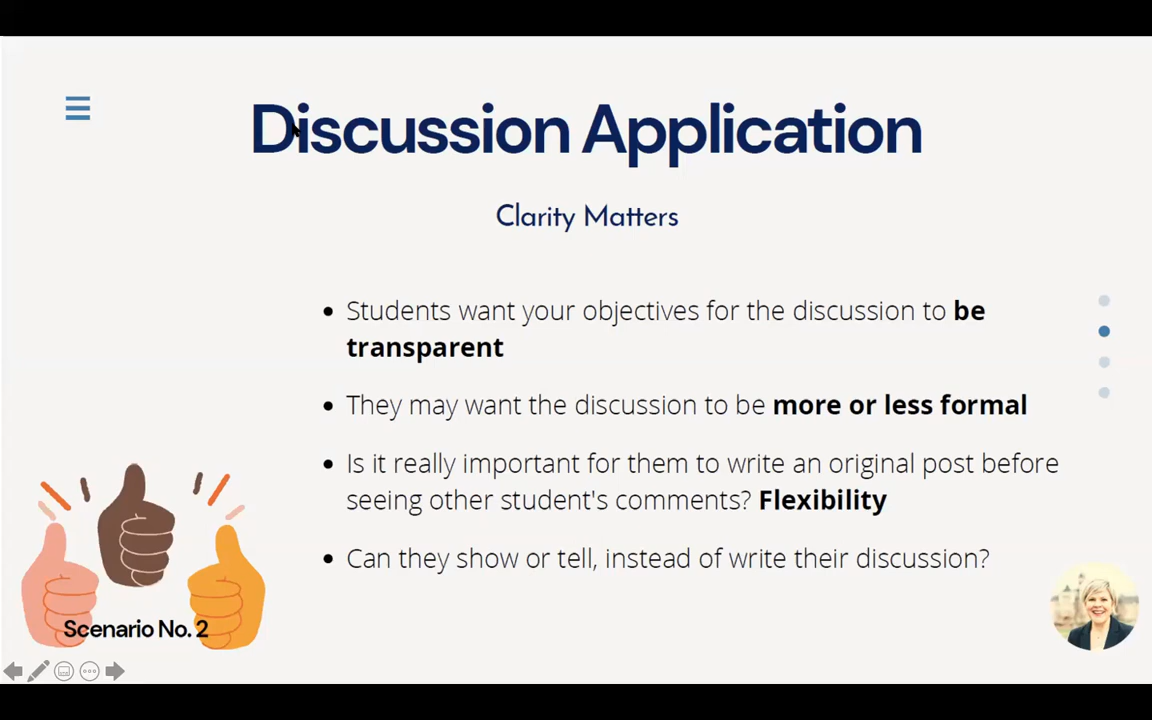 Discussion Application
Clarity Matters
• Students want your objectives for the discussion to be
transparent
• They may want the discussion to be more or less formal
• Is it really important for them to write an original post before
seeing other student's comments? Flexibility
• Can they show or tell, instead of write their discussion?
Scenario No. 2